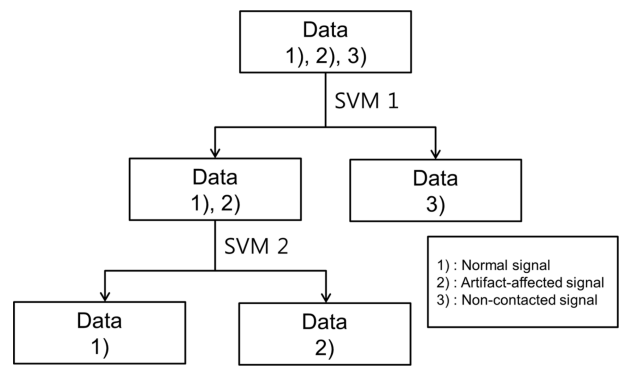 Data
1), 2), 3)
SVM 1
Data
1), 2)
Data
3)
SVM 2
1) : Normal signal
2) : Artifact-affected signal
3) : Non-contacted signal
Data
1)
Data
2)